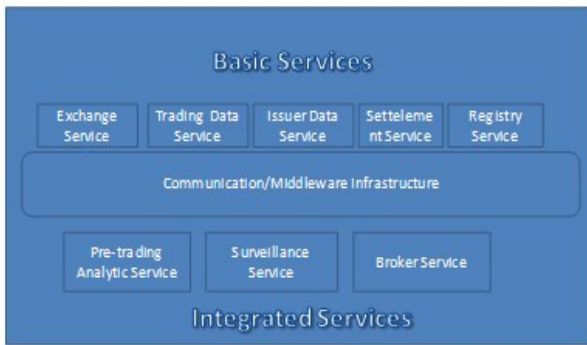 Basic Services
Exchange
Service
Trading Data
Service
Issuer Data
Service
Setteleme
nt Service
Registry
Service
Communication/Middleware Infrastructure
Pre-trading
Analytic Service
Surveillance
Service
Broker Service
Integrated Services